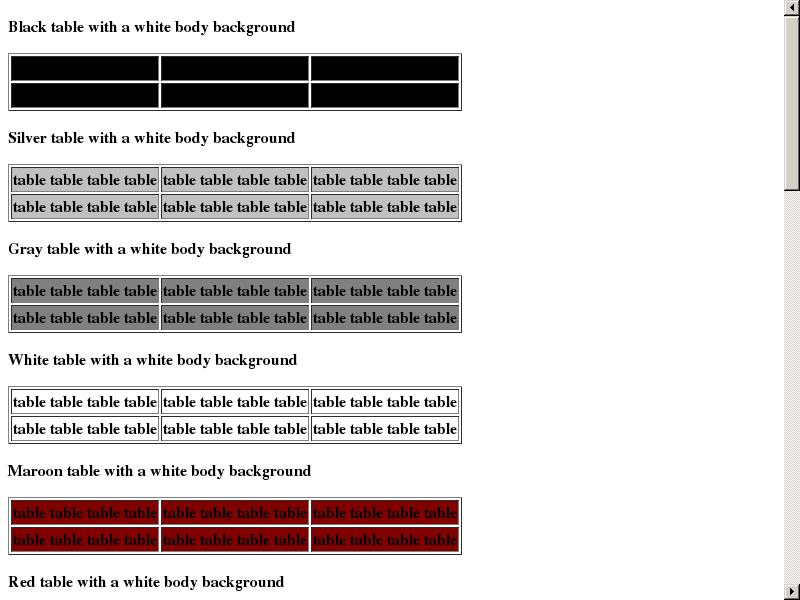 Black table with a white body background
Silver table with a white body background
table table table table table table table table table table table table
table table table table table table table table table table table table
Gray table with a white body background
table table table table table table table table table table table table
table table table table table table table table table table table table
White table with a white body background
table table table table table table table table table table table table
table table table table table table table table table table table table
Maroon table with a white body background
table table table table table table table table table table table table
table table table table table table table table table table table table
Red table with a white body background